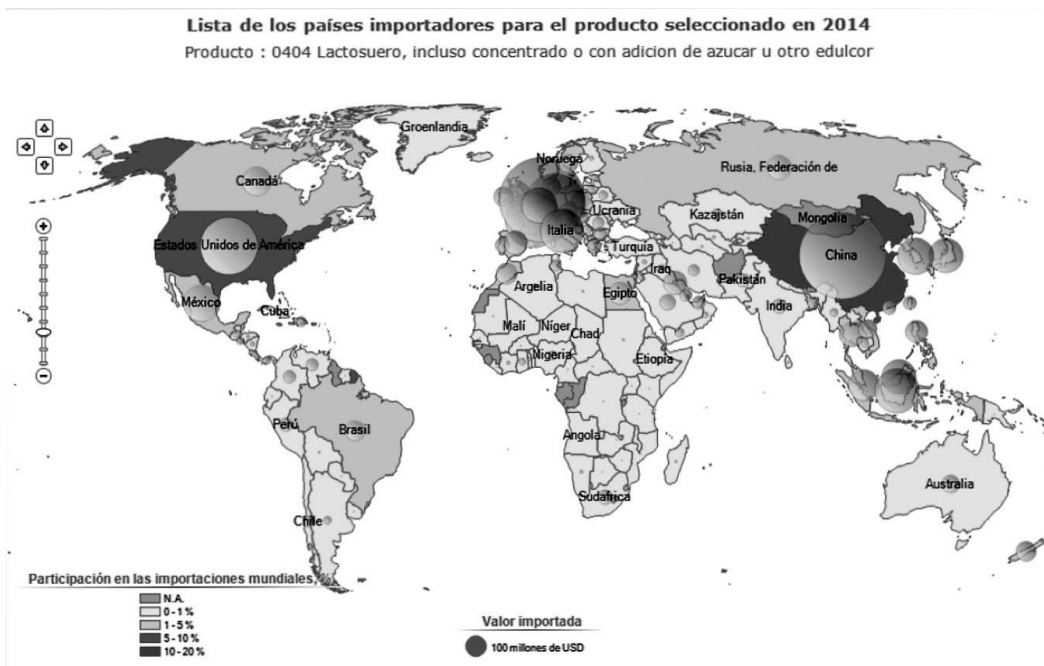 Lista de los países importadores para el producto seleccionado en 2014
Producto : 0404 Lactosuero, incluso concentrado o con adicion de azucar u otro edulcor
Groenlandia
Noruega
Rusia, Federación de
Canadá
Ucrania
Kazajstán
Mongolia
Estados Unidos de América
Italia
Turquía
China
Iraq
Pakistán
México
Argelia
Egipto
India
Cuba
Malí
Níger
Chad
Nigeria
Etiopía
Perú
Brasil
Angola
Australia
Chile
Sudafrica
Participación en las importaciones mundiales, %
N.A.
0 - 1 %
1 - 5 %
5 - 10 %
10 - 20 %
Valor importada
100 millones de USD